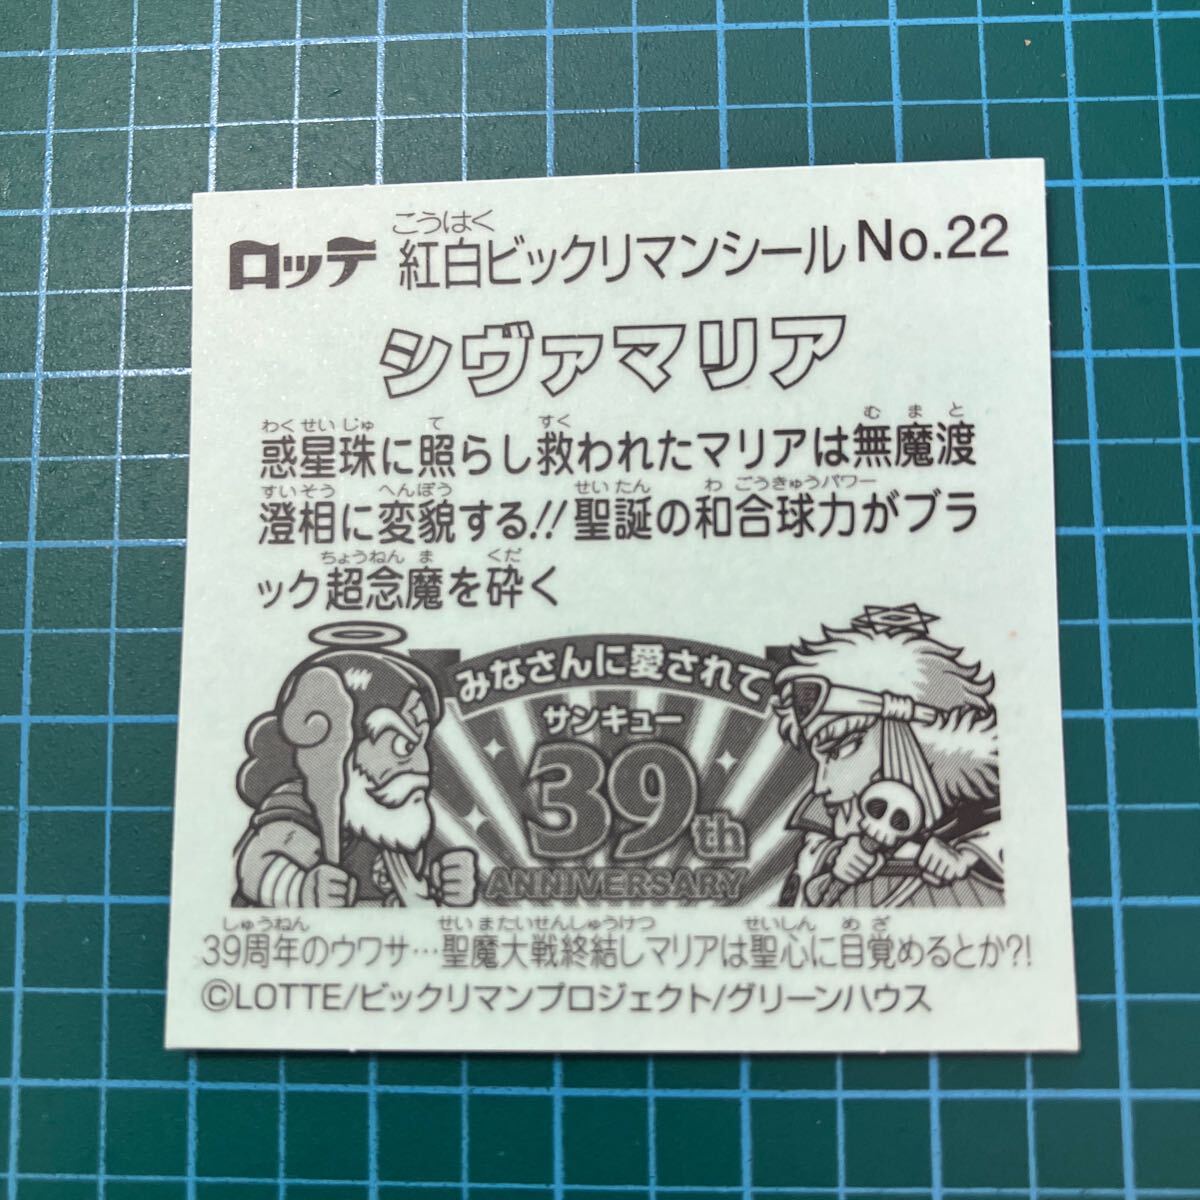 こうはく
ロッテ 紅白ビックリマンシール No.22
シヴァマリア
わくせいじゅ て すく むまと
惑星珠に照らし救われたマリアは無魔渡
すいそう へんぼう せいたん わ ごうきゅうパワー
澄相に変貌する!!聖誕の和合球力がブラ
ちょうねんま くだ
ック超念魔を砕く
みなさんに愛されて
サンキュー
39th
ANNIVERSARY
しゅうねん せいまたいせんしゅうけつ せいしん めざ
39周年のウワサ…聖魔大戦終結しマリアは聖心に目覚めるとか?!
©LOTTE/ビックリマンプロジェクト/グリーンハウス